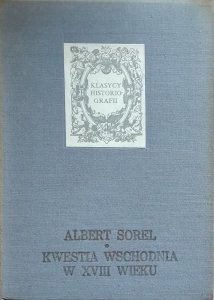 KLASYCY
HISTORIO-
GRAFII
ALBERT SOREL
•
KWESTIA WSCHODNIA
W XVIII WIEKU